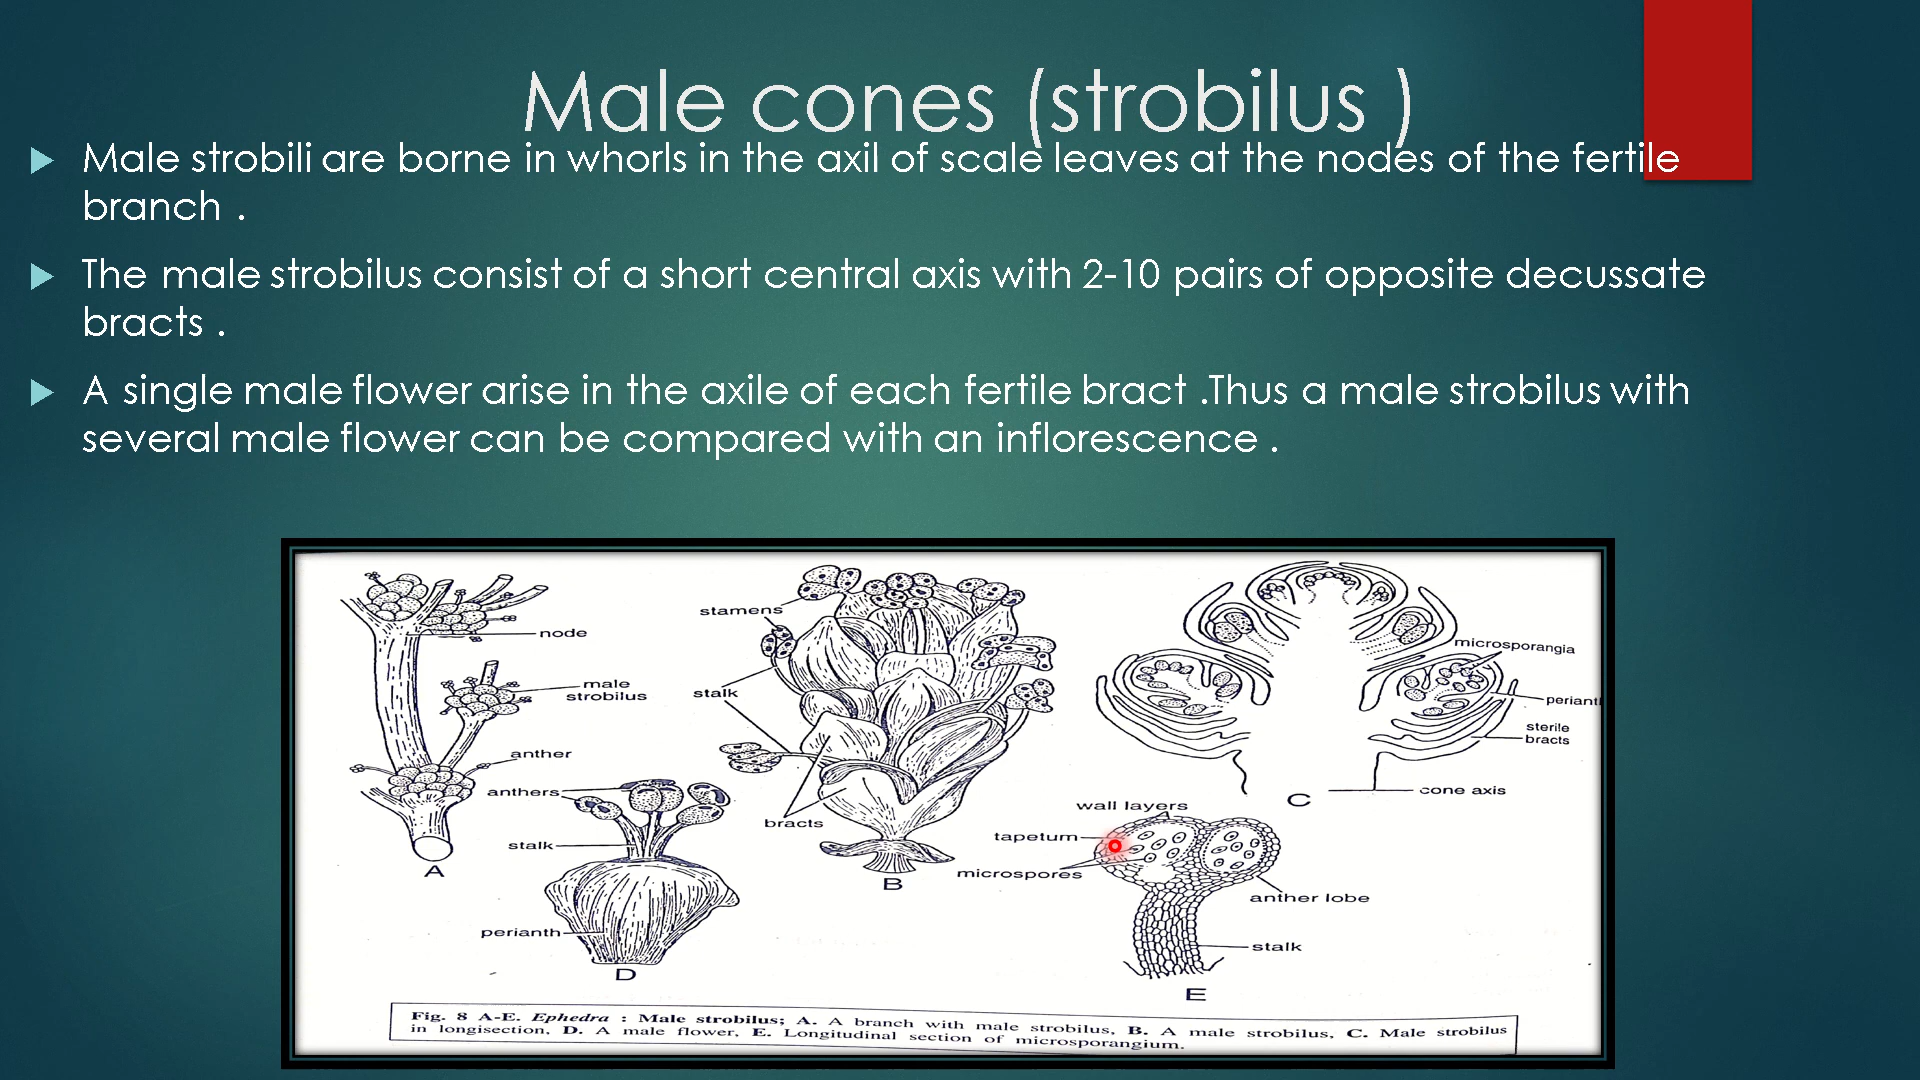 Male cones (strobilus )
Male strobili are borne in whorls in the axil of scale leaves at the nodes of the fertile
branch .
The male strobilus consist of a short central axis with 2-10 pairs of opposite decussate
bracts .
A single male flower arise in the axile of each fertile bract .Thus a male strobilus with
several male flower can be compared with an inflorescence .
node
male
strobilus
anther
A
stamens
stalk
bracts
B
microsporangia
periant
sterile
bracts
cone axis
C
anthers
stalk
perianth
D
wall layers
tapetum
microspores
anther lobe
stalk
E
Fig. 8 A-E. Ephedra : Male strobilus; A. A branch with male strobilus, B. A male strobilus, C. Male strobilus
in longisection, D. A male flower, E. Longitudinal section of microsporangium.